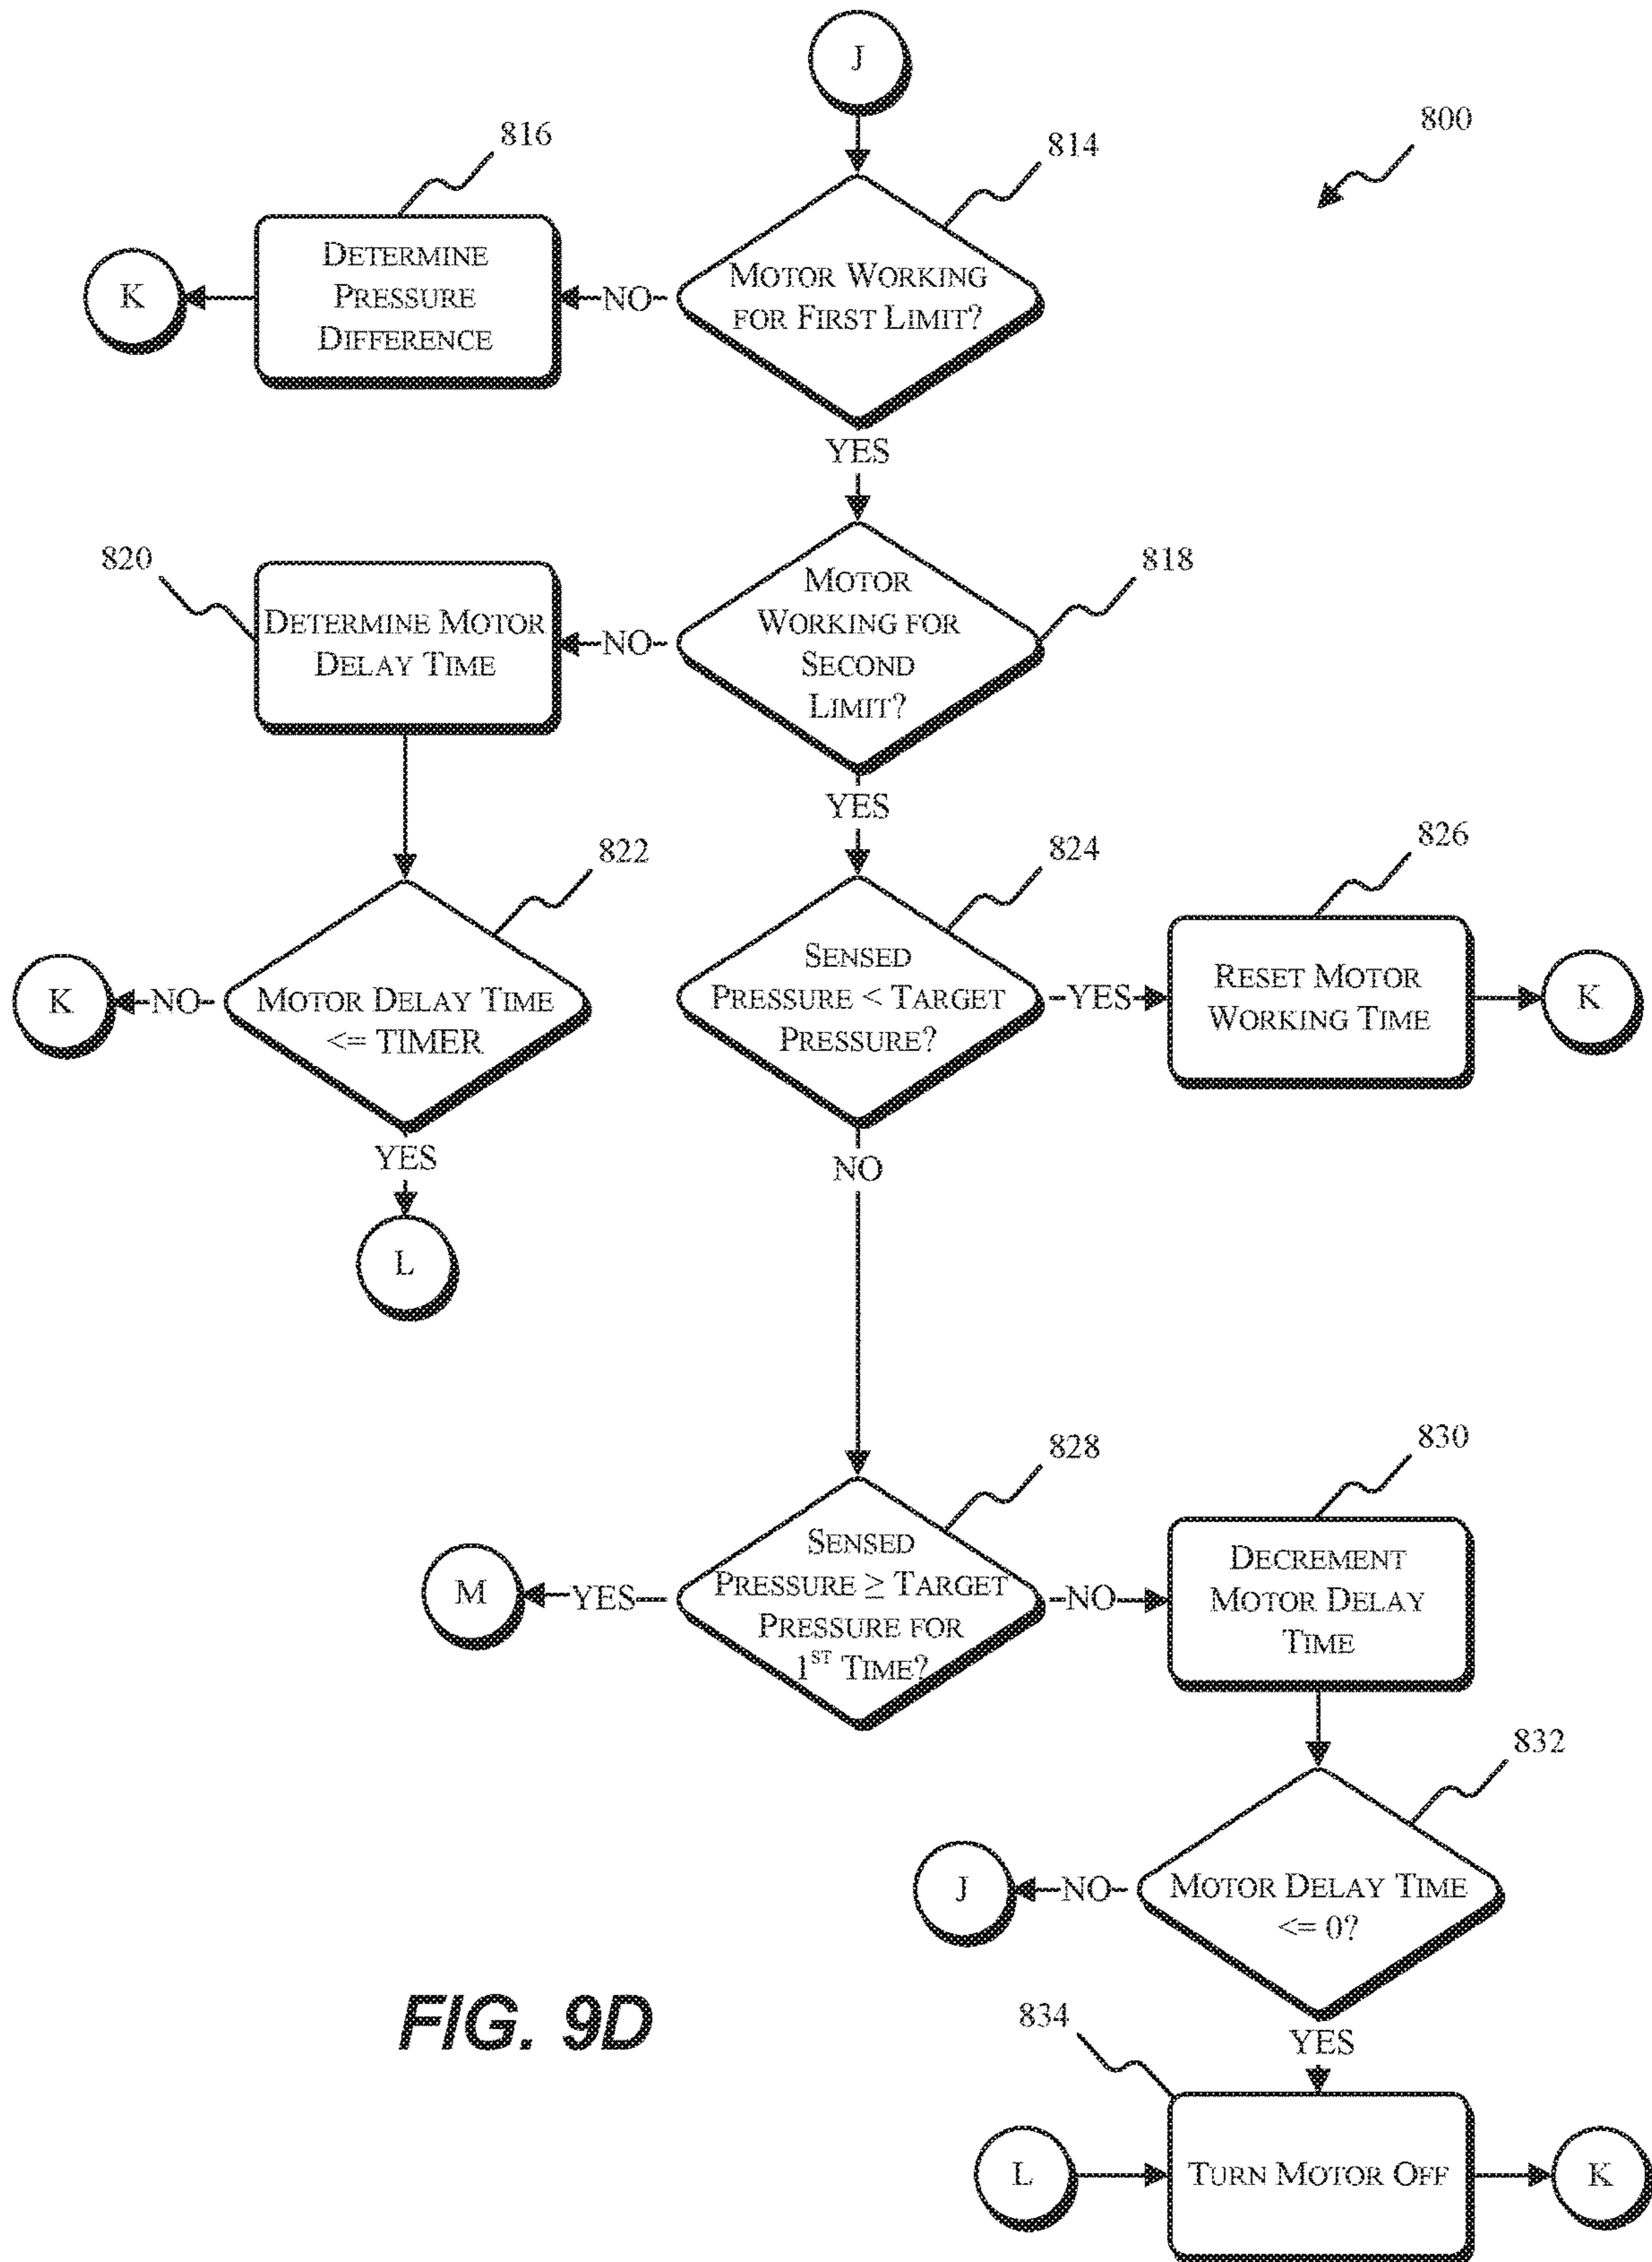 J
800
816
814
DETERMINE
PRESSURE
DIFFERENCE
K
NO
MOTOR WORKING
FOR FIRST LIMIT?
YES
820
818
DETERMINE MOTOR
DELAY TIME
NO
MOTOR
WORKING FOR
SECOND
LIMIT?
YES
822
824
826
K
NO
MOTOR DELAY TIME
<= TIMER
SENSED
PRESSURE < TARGET
PRESSURE?
YES
RESET MOTOR
WORKING TIME
K
YES
NO
L
828
830
M
YES
SENSED
PRESSURE ≥ TARGET
PRESSURE FOR
1ST TIME?
NO
DECREMENT
MOTOR DELAY
TIME
832
J
NO
MOTOR DELAY TIME
<= 0?
FIG. 9D
834
YES
L
TURN MOTOR OFF
K